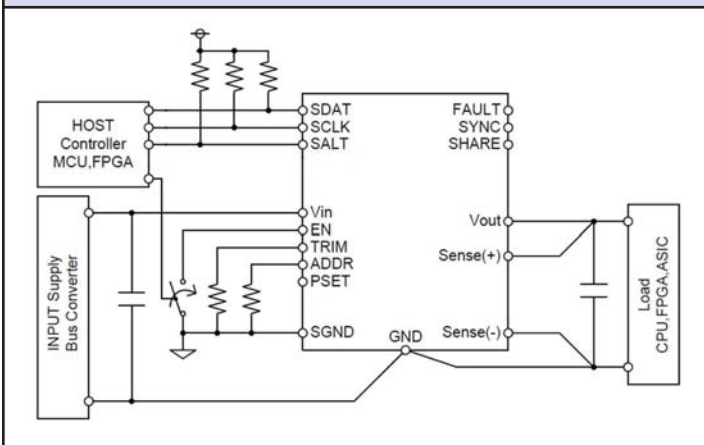 HOST
Controller
MCU,FPGA
SDAT
SCLK
SALT
FAULT
SYNC
SHARE
INPUT Supply
Bus Converter
Vin
EN
TRIM
ADDR
PSET
SGND
GND
Vout
Sense(+)
Sense(-)
Load
CPU,FPGA,ASIC